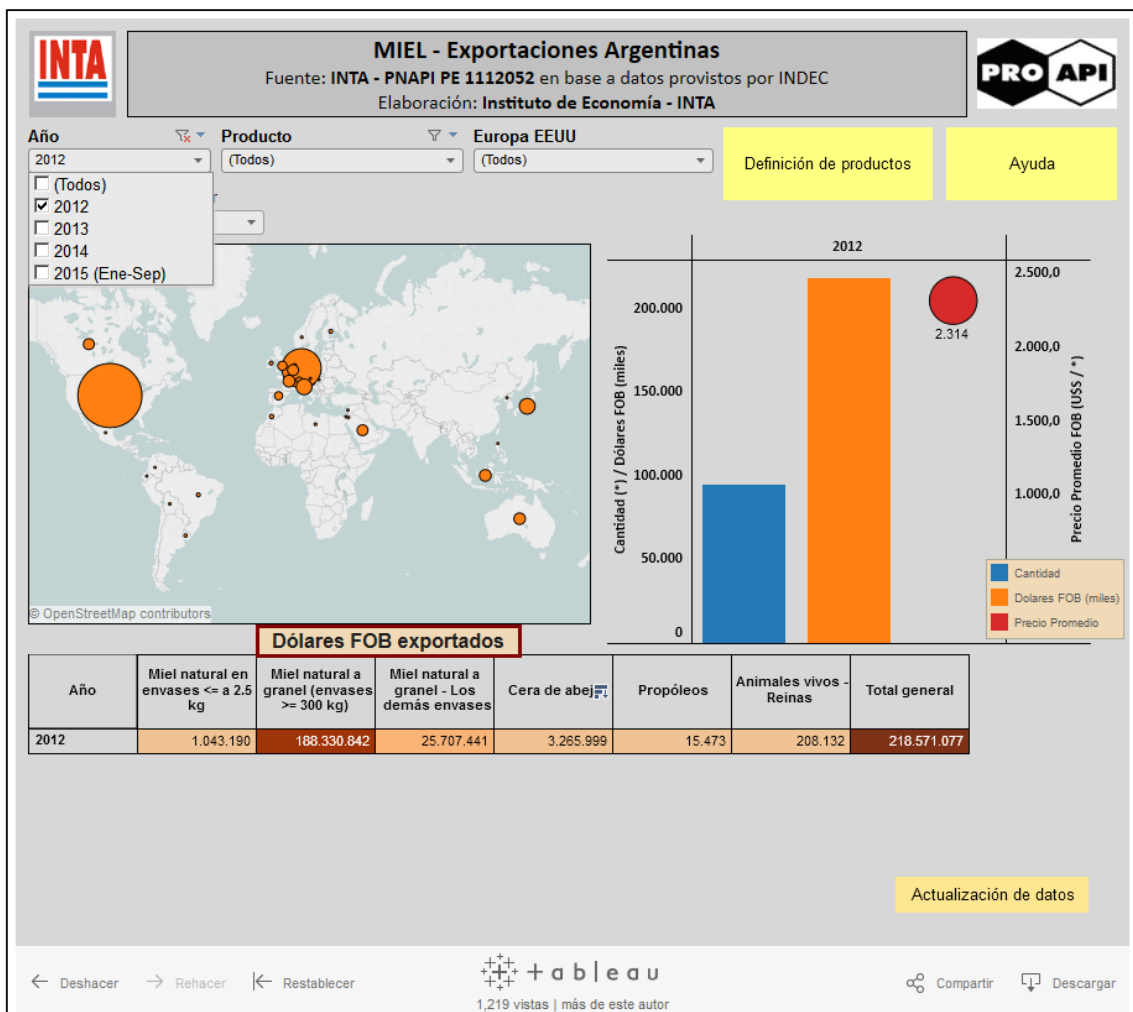 INTA
MIEL - Exportaciones Argentinas
Fuente: INTA - PNAPI PE 1112052 en base a datos provistos por INDEC
Elaboración: Instituto de Economía - INTA
PRO API
Año
Producto
Europa EEUU
2012
(Todos)
(Todos)
Definición de productos
Ayuda
(Todos)
2012
2013
2014
2015 (Ene-Sep)
© OpenStreetMap contributors
2012
Cantidad (*) / Dólares FOB (miles)
200.000
150.000
100.000
50.000
0
2.314
2.500,0
2.000,0
1.500,0
1.000,0
Precio Promedio FOB (US$ / *)
Cantidad
Dolares FOB (miles)
Precio Promedio
Dólares FOB exportados
Año
Miel natural en envases <= a 2.5 kg
Miel natural a granel (envases >= 300 kg)
Miel natural a granel - Los demás envases
Cera de abej
Propóleos
Animales vivos - Reinas
Total general
2012 1.043.190 188.330.842 25.707.441 3.265.999 15.473 208.132 218.571.077
Actualización de datos
Deshacer
Rehacer
Restablecer
+ a b l e a u
1,219 vistas | más de este autor
Compartir
Descargar